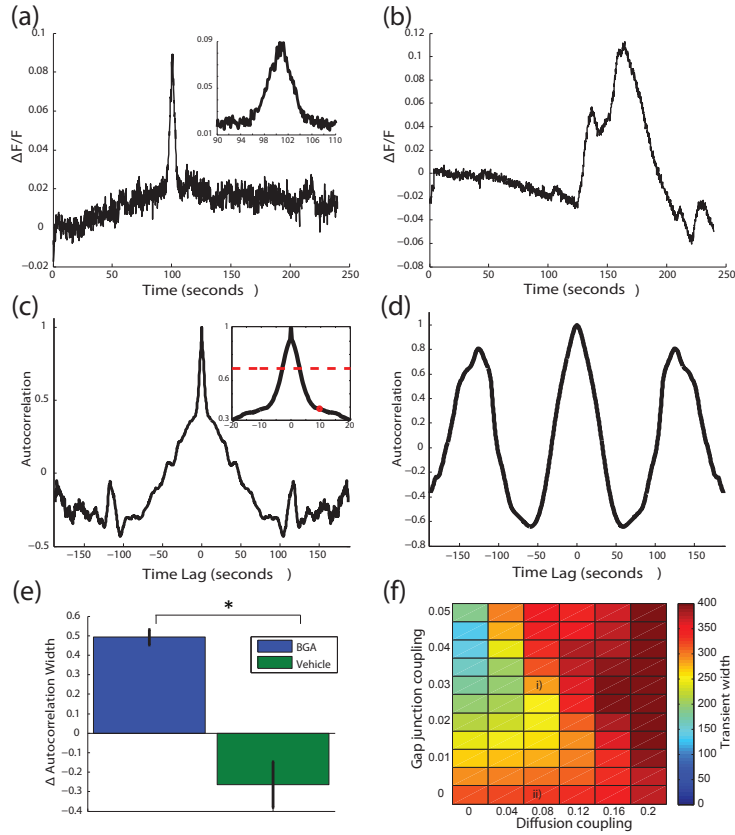 (a)
0.1
0.08
0.06
0.04
0.02
0
−0.02
ΔF/F
0 50 100 150 200 250
Time (seconds )
0.09
0.05
0.01
90 94 98 102 106 110
(b)
0.12
0.1
0.08
0.06
0.04
0.02
0
−0.02
−0.04
−0.06
−0.08
ΔF/F
0 50 100 150 200 250
Time (seconds )
(c)
1
0.5
0
−0.5
Autocorrelation
−150 −100 −50 0 50 100 150
Time Lag (seconds )
1
0.6
0.3
−20 −10 0 10 20
(d)
1
0.8
0.6
0.4
0.2
0
−0.2
−0.4
−0.6
−0.8
Autocorrelation
−150 −100 −50 0 50 100 150
Time Lag (seconds )
(e)
0.6
0.5
0.4
0.3
0.2
0.1
0
−0.1
−0.2
−0.3
−0.4
Δ Autocorrelation Width
*
BGA
Vehicle
(f)
0.05
0.04
0.03
0.02
0.01
0
Gap junction coupling
i)
ii)
0 0.04 0.08 0.12 0.16 0.2
Diffusion coupling
400
350
300
250
200
150
100
50
0
Transient width